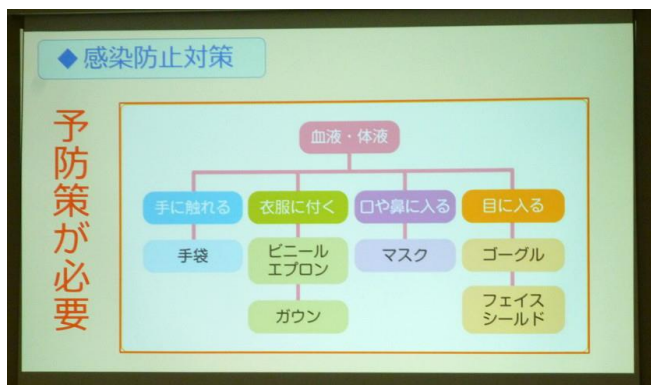 ◆感染防止対策
予防策が必要
血液・体液
手に触れる
衣服に付く
口や鼻に入る
目に入る
手袋
ビニール
エプロン
マスク
ゴーグル
ガウン
フェイス
シールド